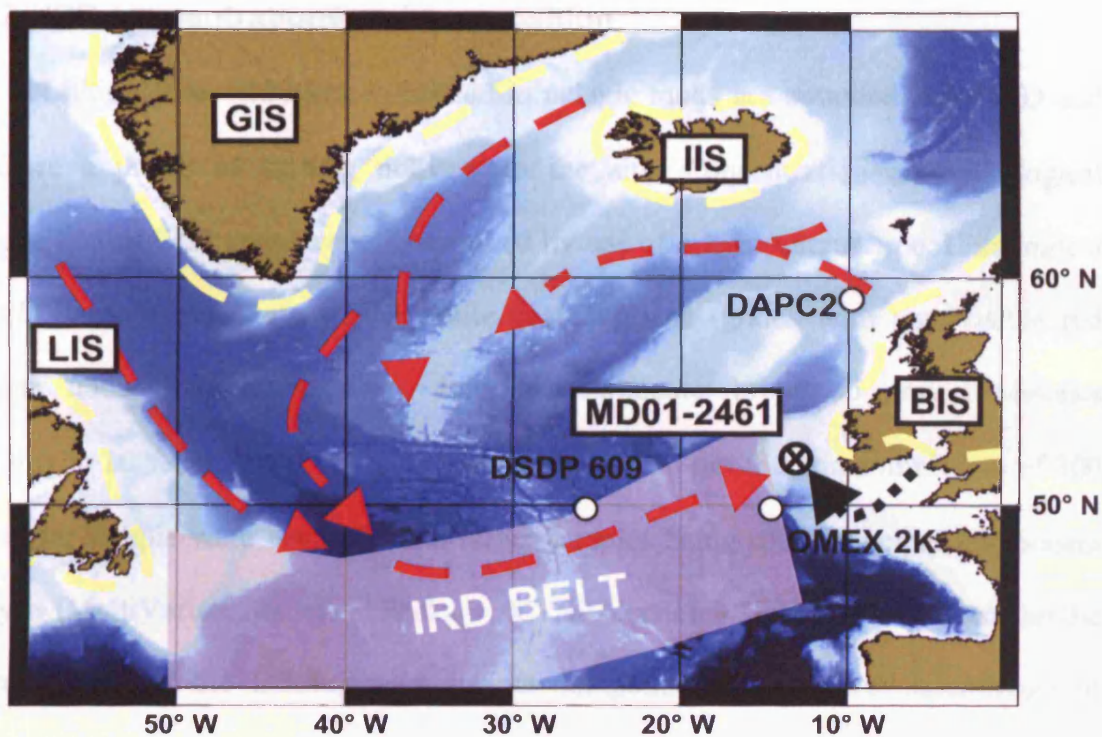 GIS
IIS
60° N
DAPC2
LIS
BIS
MD01-2461
DSDP 609
50° N
OMEX 2K
IRD BELT
50° W
40° W
30° W
20° W
10° W